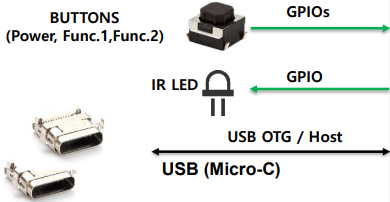 BUTTONS
(Power, Func.1,Func.2)
GPIOs
IR LED
GPIO
USB OTG / Host
USB (Micro-C)